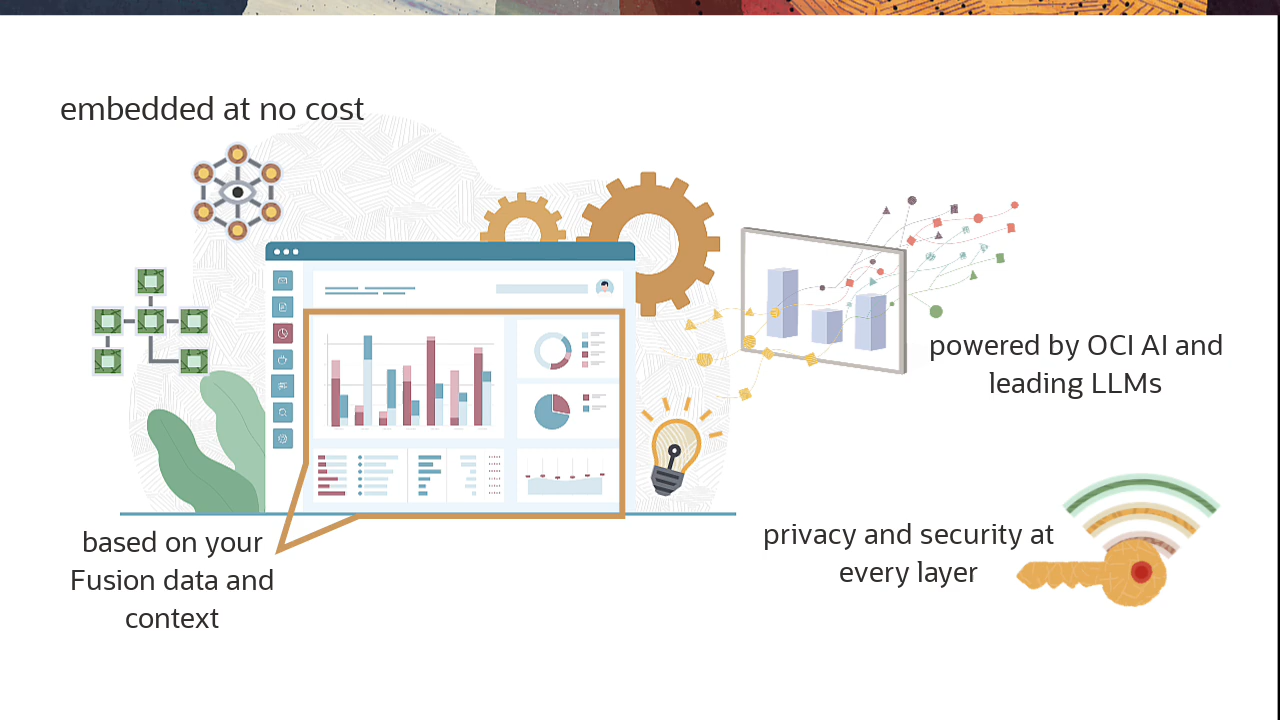 embedded at no cost
powered by OCI AI and
leading LLMs
based on your
Fusion data and
context
privacy and security at
every layer